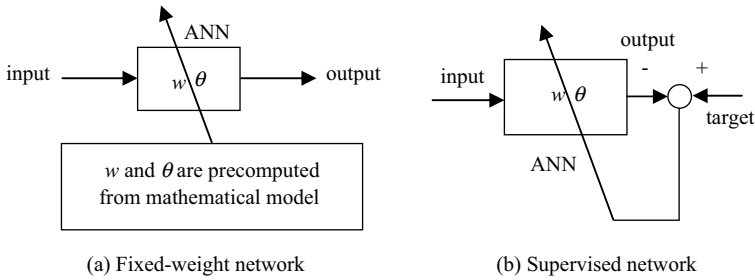 ANN
input
w θ
output
w and θ are precomputed
from mathematical model
(a) Fixed-weight network
output
input
- +
w θ
target
ANN
(b) Supervised network